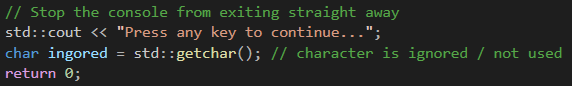 // Stop the console from exiting straight away
std::cout << "Press any key to continue...";
char ingored = std::getchar(); // character is ignored / not used
return 0;